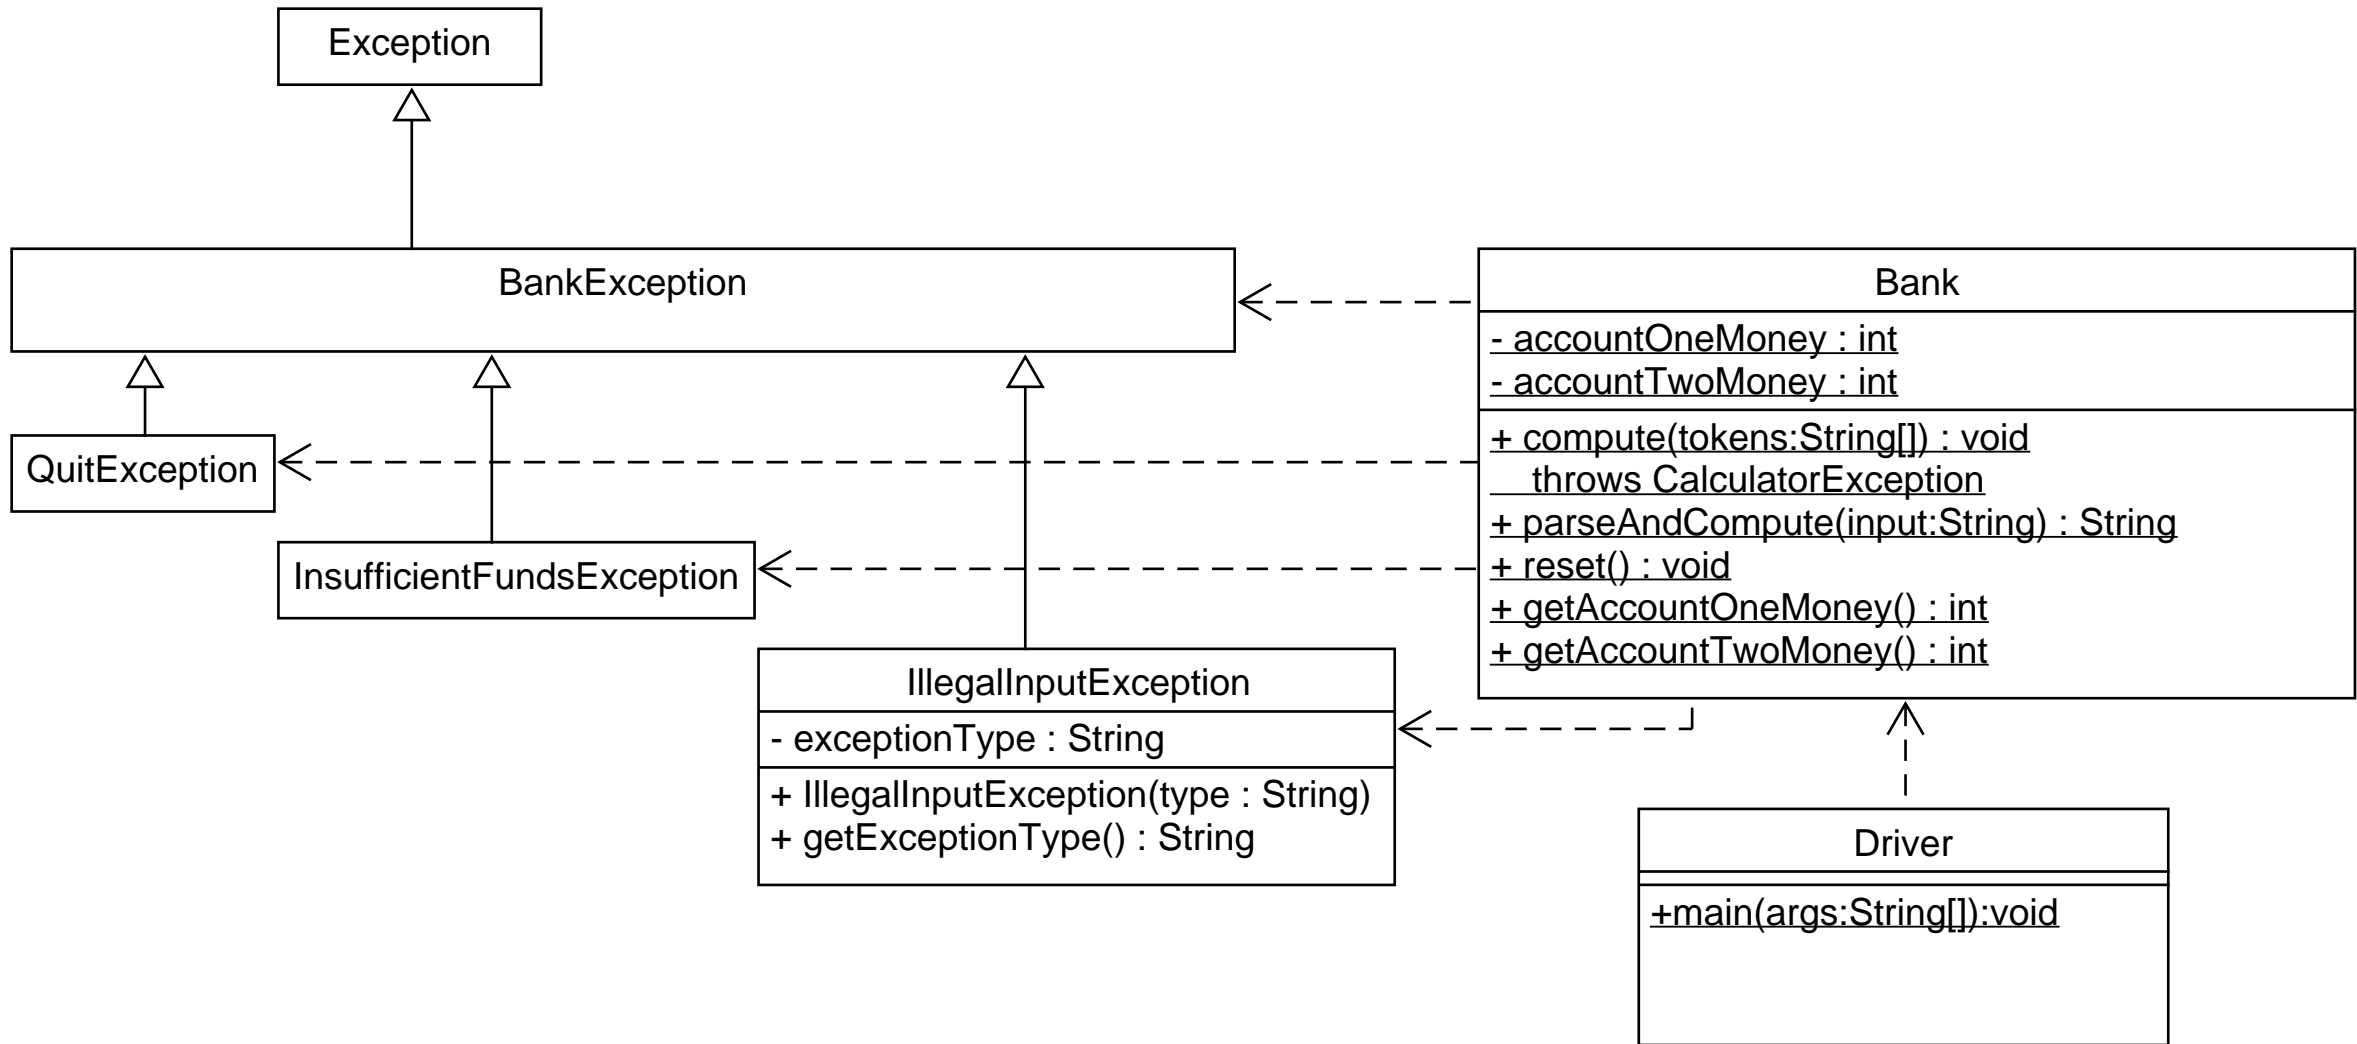 Exception
BankException
Bank
- accountOneMoney : int
- accountTwoMoney : int
+ compute(tokens:String[]) : void
throws CalculatorException
+ parseAndCompute(input:String) : String
+ reset() : void
+ getAccountOneMoney() : int
+ getAccountTwoMoney() : int
QuitException
InsufficientFundsException
IllegalInputException
- exceptionType : String
+ IllegalInputException(type : String)
+ getExceptionType() : String
Driver
+main(args:String[]):void